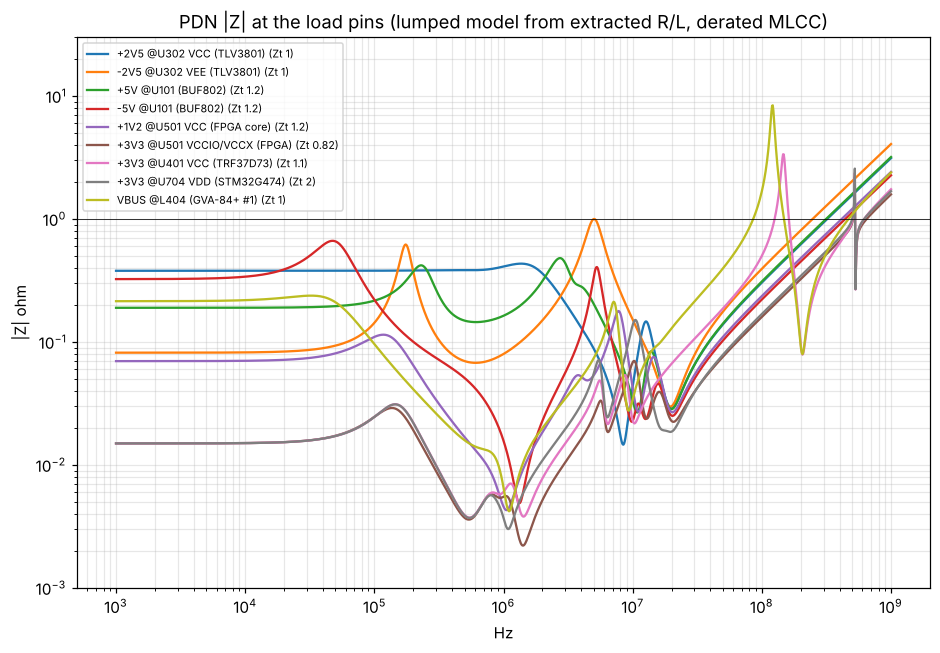 PDN |Z| at the load pins (lumped model from extracted R/L, derated MLCC)
+2V5 @U302 VCC (TLV3801) (Zt 1)
-2V5 @U302 VEE (TLV3801) (Zt 1)
+5V @U101 (BUF802) (Zt 1.2)
-5V @U101 (BUF802) (Zt 1.2)
+1V2 @U501 VCC (FPGA core) (Zt 1.2)
+3V3 @U501 VCCIO/VCCX (FPGA) (Zt 0.82)
+3V3 @U401 VCC (TRF37D73) (Zt 1.1)
+3V3 @U704 VDD (STM32G474) (Zt 2)
VBUS @L404 (GVA-84+ #1) (Zt 1)
10¹
10⁰
10⁻¹
10⁻²
10⁻³
|Z| ohm
10³ 10⁴ 10⁵ 10⁶ 10⁷ 10⁸ 10⁹
Hz